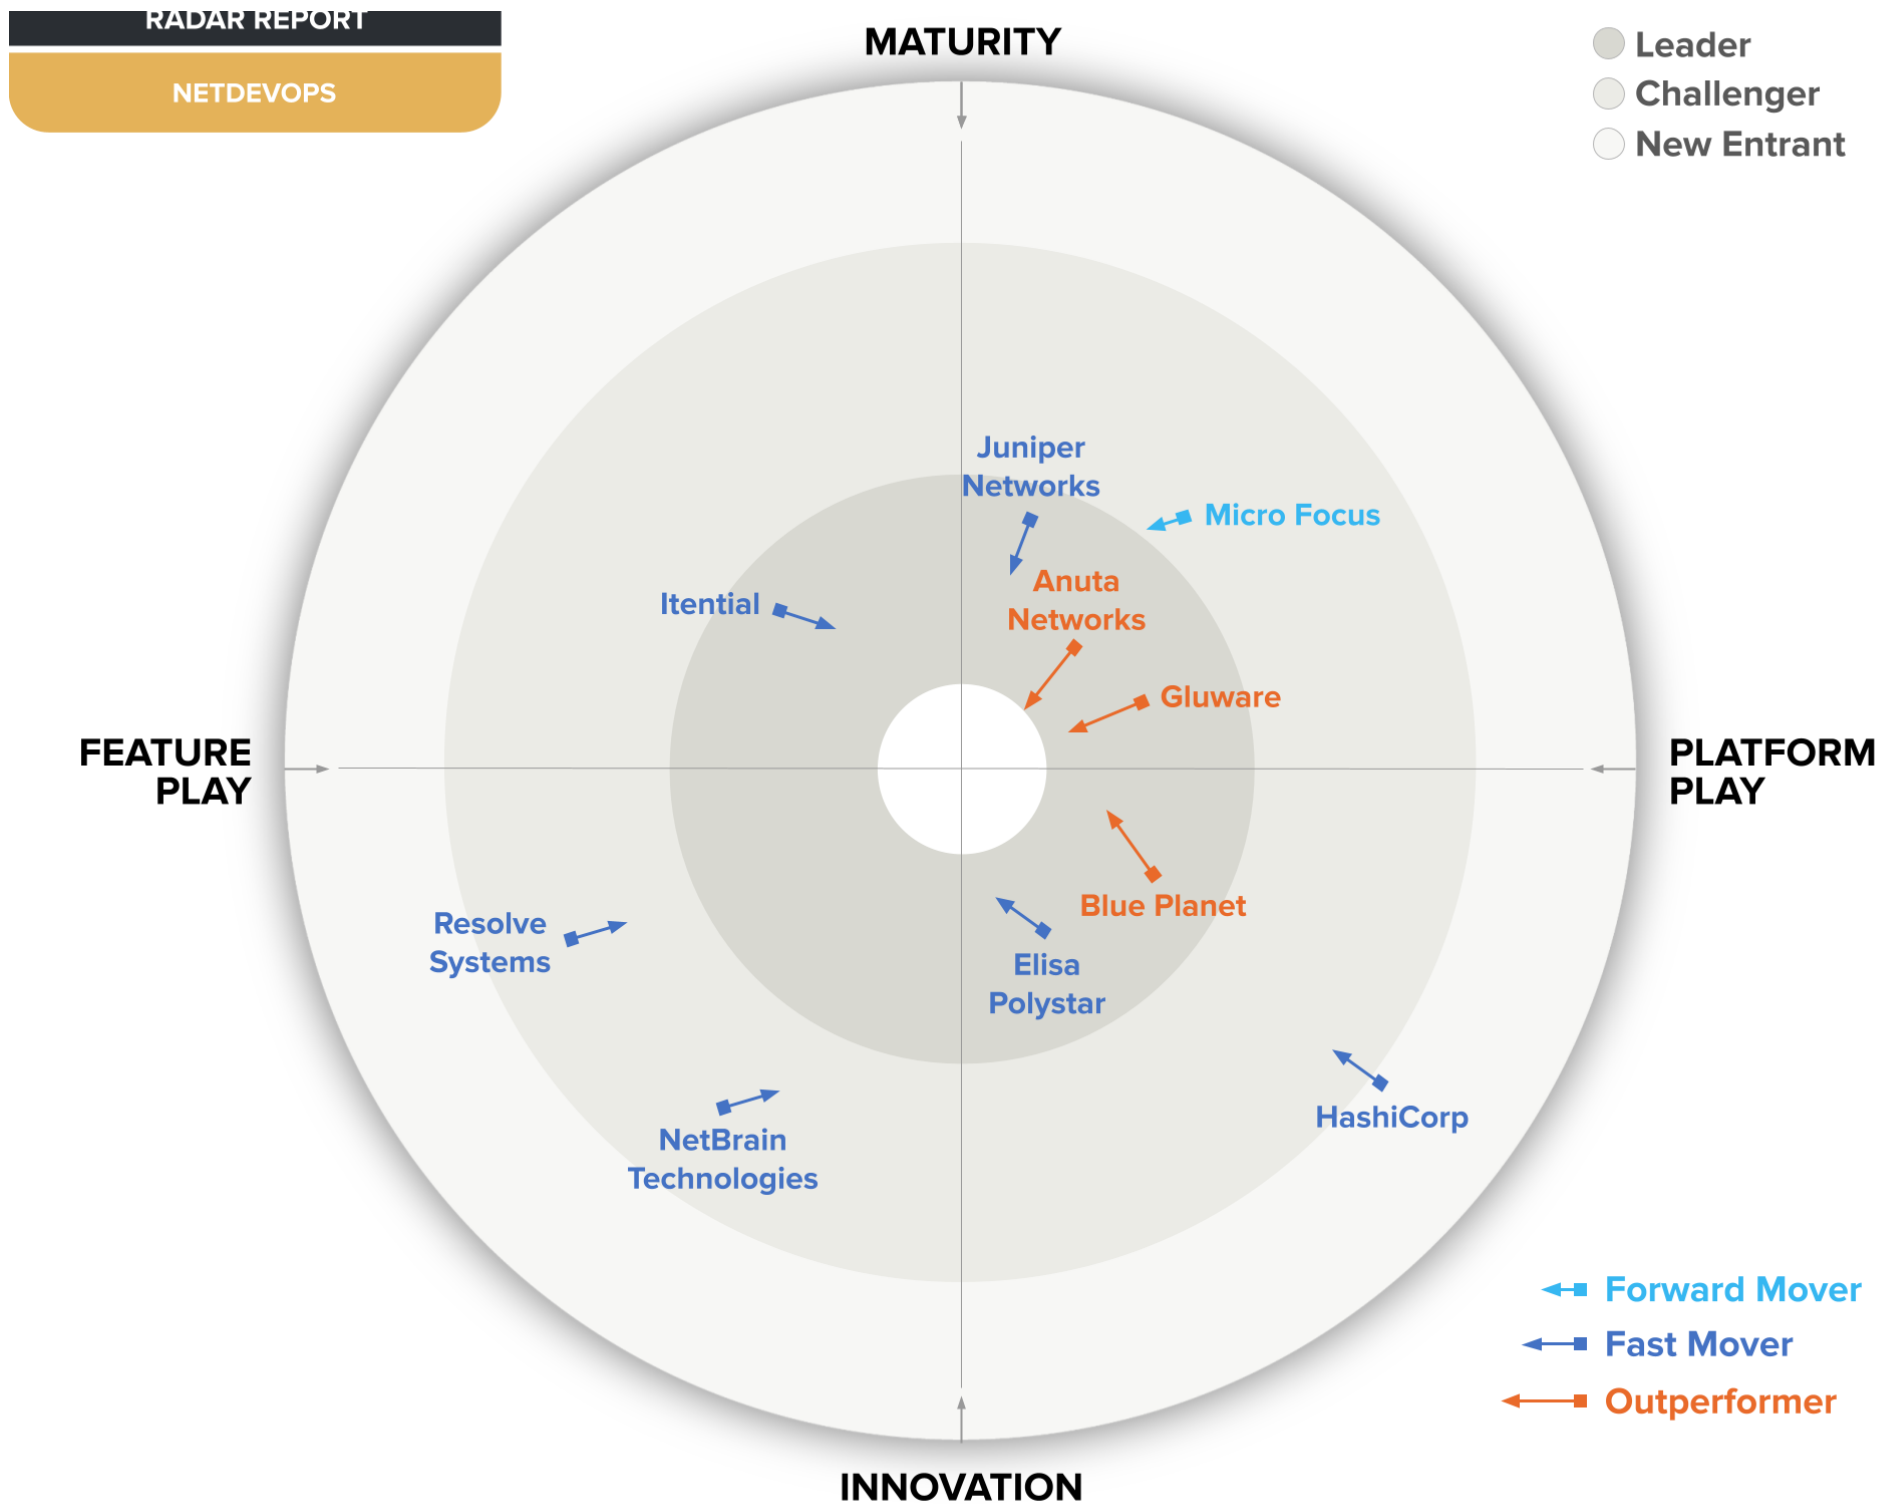 RADAR REPORT
NETDEVOPS
MATURITY
Leader
Challenger
New Entrant
Juniper
Networks
Micro Focus
Anuta
Networks
Itential
Gluware
FEATURE
PLAY
PLATFORM
PLAY
Blue Planet
Resolve
Systems
Elisa
Polystar
HashiCorp
NetBrain
Technologies
Forward Mover
Fast Mover
Outperformer
INNOVATION